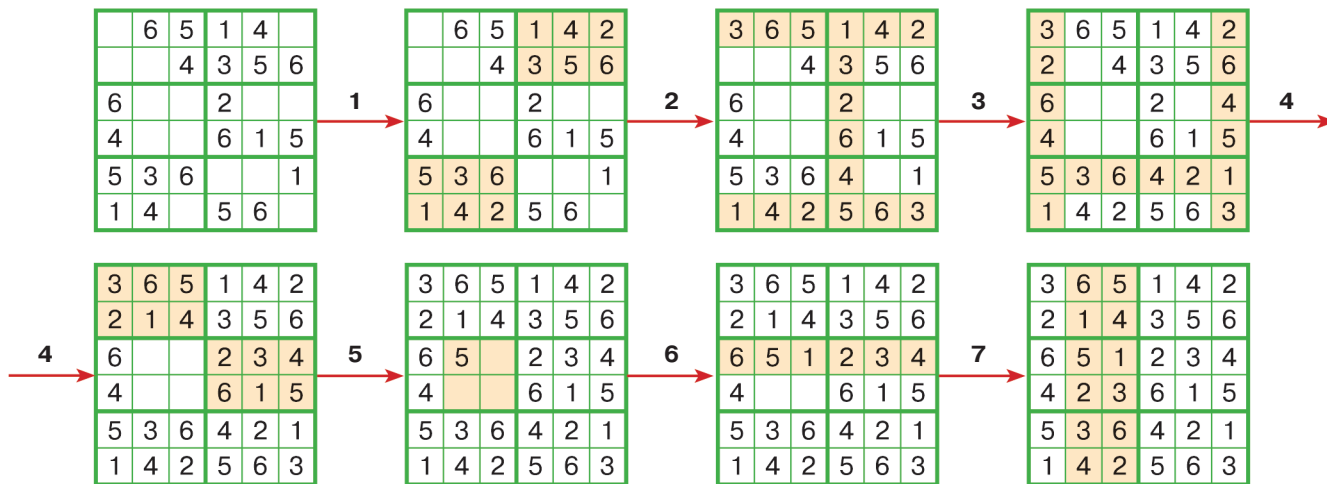 6 5 1 4 1 4 2
6 5 1 4 2
3 6 5 1 4 2
3 6 5 1 4 2
4 3 5 6
4 3 5 6
4 3 5 6
2 4 3 5 6
6 2
1
6 2
2
6 2
3
6 2 4
4
4 6 1 5
4 6 1 5
4 6 1 5
4 6 1 5
5 3 6 1
5 3 6 1
5 3 6 4 1
5 3 6 4 2 1
1 4 5 6
1 4 2 5 6
1 4 2 5 6 3
1 4 2 5 6 3
3 6 5 1 4 2
3 6 5 1 4 2
3 6 5 1 4 2
3 6 5 1 4 2
2 1 4 3 5 6
2 1 4 3 5 6
2 1 4 3 5 6
2 1 4 3 5 6
4
6 2 3 4
5
6 5 2 3 4
6
6 5 1 2 3 4
7
6 5 1 2 3 4
4 6 1 5
4 6 1 5
4 6 1 5
4 2 3 6 1 5
5 3 6 4 2 1
5 3 6 4 2 1
5 3 6 4 2 1
5 3 6 4 2 1
1 4 2 5 6 3
1 4 2 5 6 3
1 4 2 5 6 3
1 4 2 5 6 3